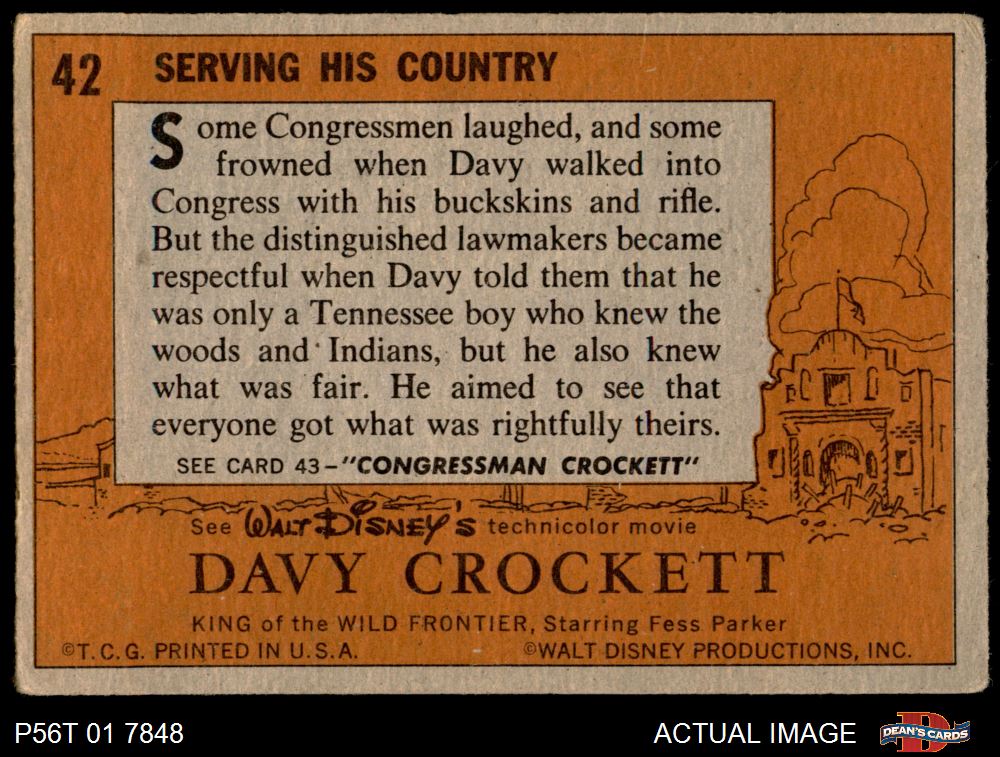 42 SERVING HIS COUNTRY
Some Congressmen laughed, and some
frowned when Davy walked into
Congress with his buckskins and rifle.
But the distinguished lawmakers became
respectful when Davy told them that he
was only a Tennessee boy who knew the
woods and Indians, but he also knew
what was fair. He aimed to see that
everyone got what was rightfully theirs.
SEE CARD 43–"CONGRESSMAN CROCKETT"
See WALT DISNEY'S technicolor movie
DAVY CROCKETT
KING of the WILD FRONTIER, Starring Fess Parker
©T.C.G. PRINTED IN U.S.A. ©WALT DISNEY PRODUCTIONS, INC.
P56T 01 7848 ACTUAL IMAGE DEAN'S CARDS